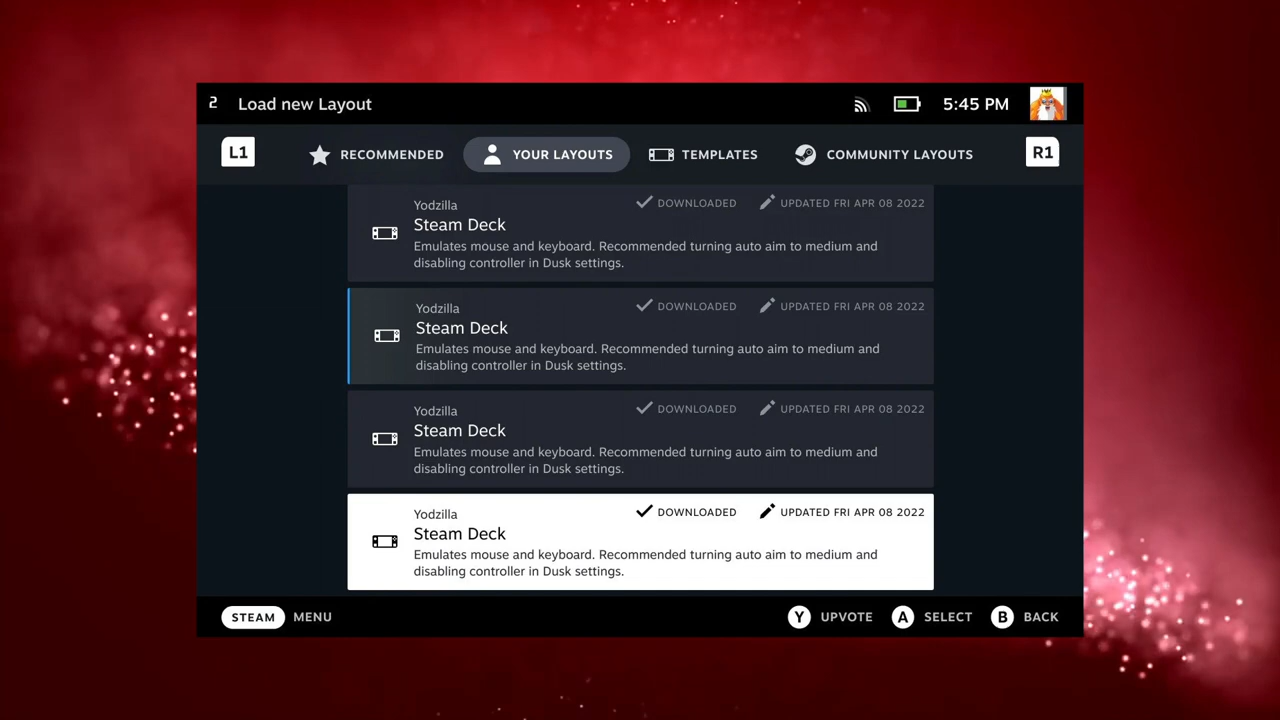 2 Load new Layout 5:45 PM
L1 RECOMMENDED YOUR LAYOUTS TEMPLATES COMMUNITY LAYOUTS R1
Yodzilla DOWNLOADED UPDATED FRI APR 08 2022
Steam Deck
Emulates mouse and keyboard. Recommended turning auto aim to medium and
disabling controller in Dusk settings.
Yodzilla DOWNLOADED UPDATED FRI APR 08 2022
Steam Deck
Emulates mouse and keyboard. Recommended turning auto aim to medium and
disabling controller in Dusk settings.
Yodzilla DOWNLOADED UPDATED FRI APR 08 2022
Steam Deck
Emulates mouse and keyboard. Recommended turning auto aim to medium and
disabling controller in Dusk settings.
Yodzilla DOWNLOADED UPDATED FRI APR 08 2022
Steam Deck
Emulates mouse and keyboard. Recommended turning auto aim to medium and
disabling controller in Dusk settings.
STEAM MENU Y UPVOTE A SELECT B BACK